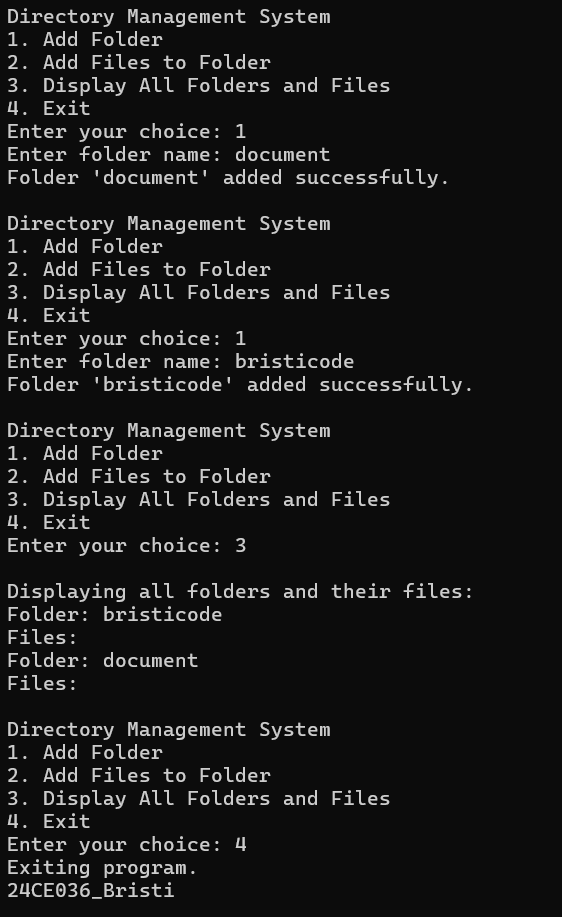 Directory Management System
1. Add Folder
2. Add Files to Folder
3. Display All Folders and Files
4. Exit
Enter your choice: 1
Enter folder name: document
Folder 'document' added successfully.
Directory Management System
1. Add Folder
2. Add Files to Folder
3. Display All Folders and Files
4. Exit
Enter your choice: 1
Enter folder name: bristicode
Folder 'bristicode' added successfully.
Directory Management System
1. Add Folder
2. Add Files to Folder
3. Display All Folders and Files
4. Exit
Enter your choice: 3
Displaying all folders and their files:
Folder: bristicode
Files:
Folder: document
Files:
Directory Management System
1. Add Folder
2. Add Files to Folder
3. Display All Folders and Files
4. Exit
Enter your choice: 4
Exiting program.
24CE036_Bristi